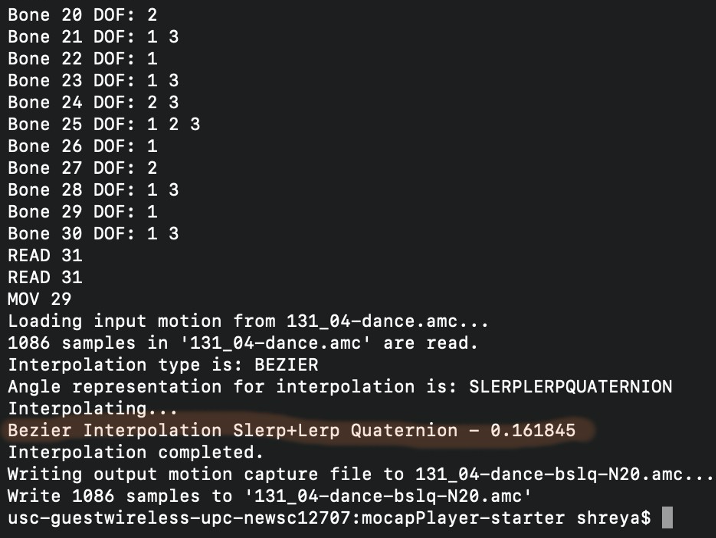 Bone 20 DOF: 2
Bone 21 DOF: 1 3
Bone 22 DOF: 1
Bone 23 DOF: 1 3
Bone 24 DOF: 2 3
Bone 25 DOF: 1 2 3
Bone 26 DOF: 1
Bone 27 DOF: 2
Bone 28 DOF: 1 3
Bone 29 DOF: 1
Bone 30 DOF: 1 3
READ 31
READ 31
MOV 29
Loading input motion from 131_04-dance.amc...
1086 samples in '131_04-dance.amc' are read.
Interpolation type is: BEZIER
Angle representation for interpolation is: SLERPLERPQUATERNION
Interpolating...
Bezier Interpolation Slerp+Lerp Quaternion - 0.161845
Interpolation completed.
Writing output motion capture file to 131_04-dance-bslq-N20.amc...
Write 1086 samples to '131_04-dance-bslq-N20.amc'
usc-guestwireless-upc-newsc12707:mocapPlayer-starter shreya$